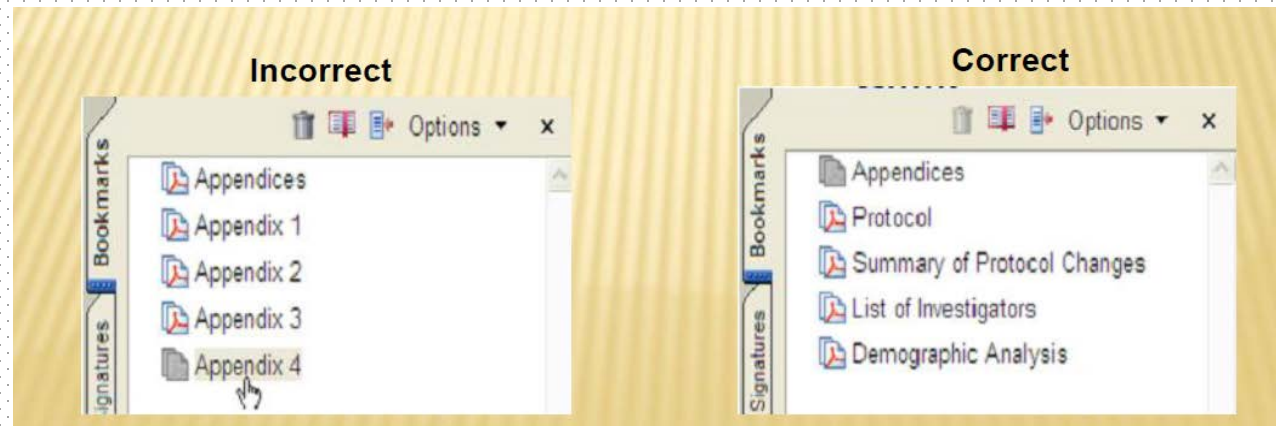 Incorrect
Options
x
Bookmarks
ignatures
Appendices
Appendix 1
Appendix 2
Appendix 3
Appendix 4
Correct
Options
x
Bookmarks
Signatures
Appendices
Protocol
Summary of Protocol Changes
List of Investigators
Demographic Analysis